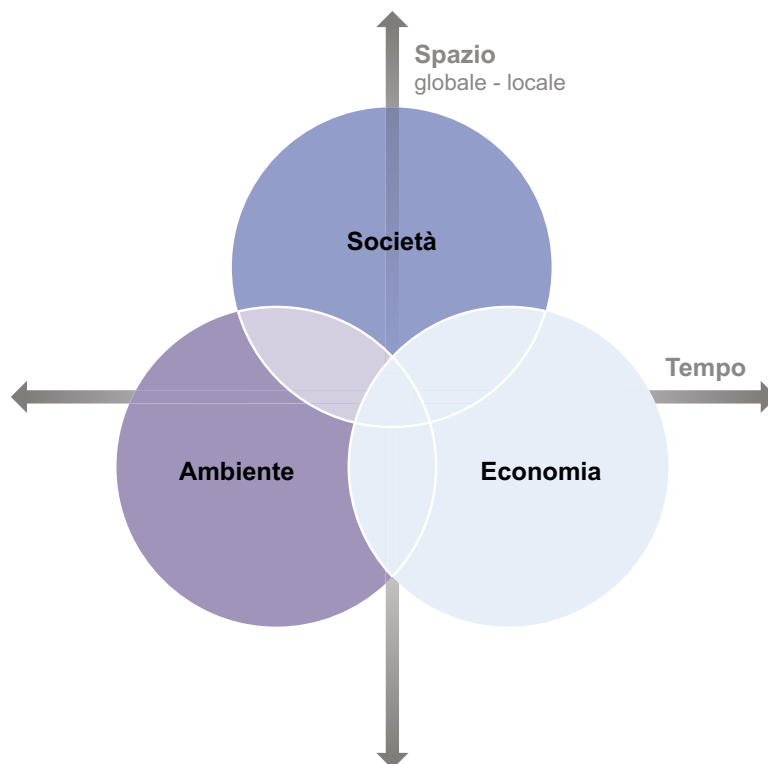 Spazio
globale - locale
Società
Tempo
Ambiente
Economia